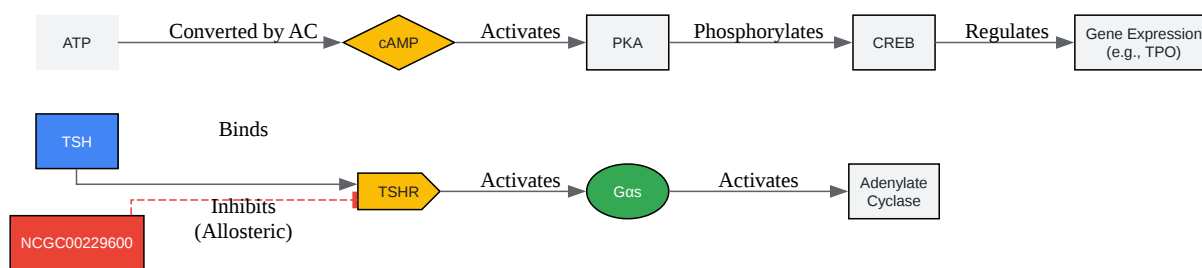 ATP
Converted by AC
cAMP
Activates
PKA
Phosphorylates
CREB
Regulates
Gene Expression
(e.g., TPO)
TSH
Binds
TSHR
Activates
Gαs
Activates
Adenylate
Cyclase
Inhibits
(Allosteric)
NCGC00229600